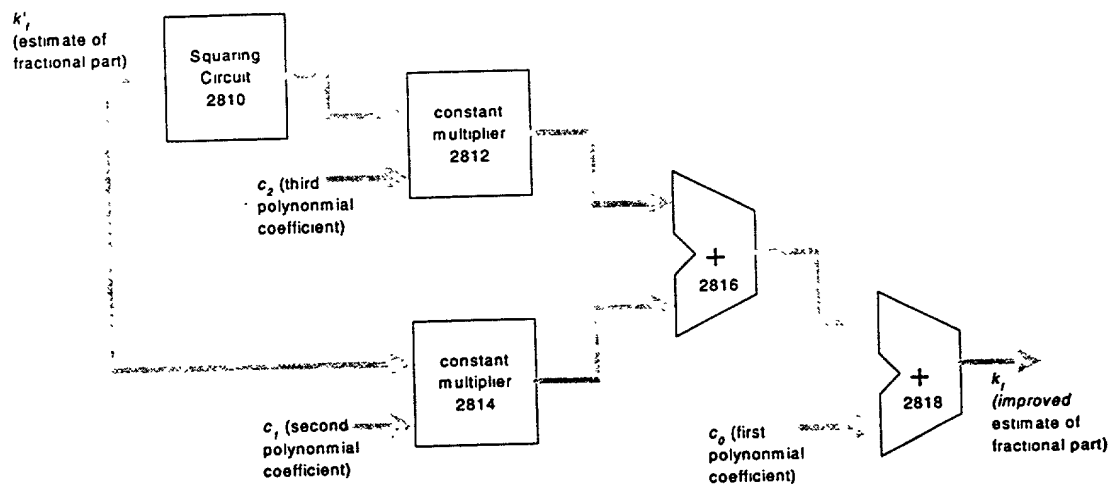 k'f
(estimate of
fractional part)
Squaring
Circuit
2810
constant
multiplier
2812
c2 (third
polynonmial
coefficient)
+
2816
constant
multiplier
2814
c1 (second
polynonmial
coefficient)
+
2818
c0 (first
polynonmial
coefficient)
kf
(improved
estimate of
fractional part)